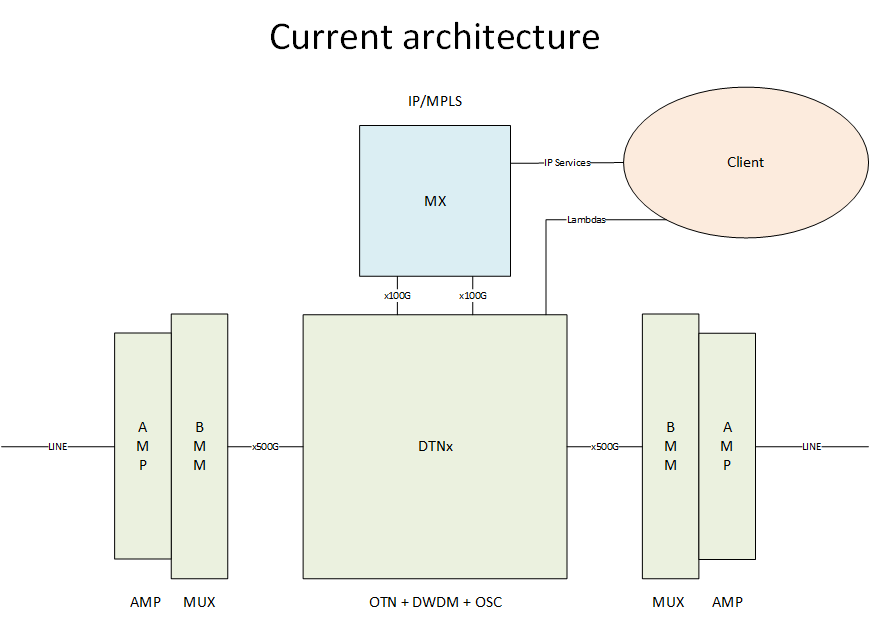 Current architecture
IP/MPLS
MX
IP Services
Client
Lambdas
x100G
x100G
LINE
A
M
P
B
M
M
x500G
DTNx
x500G
B
M
M
A
M
P
LINE
AMP
MUX
OTN + DWDM + OSC
MUX
AMP